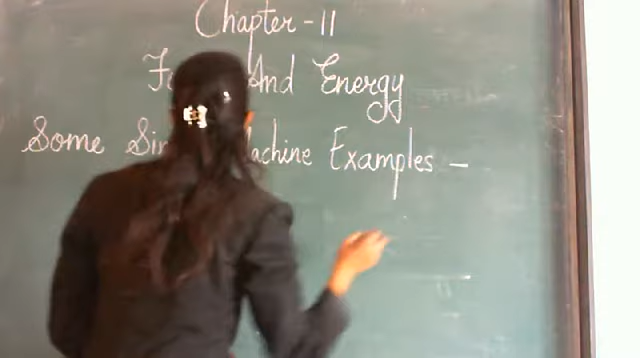 Chapter - 11
And Energy
Some Machine Examples -